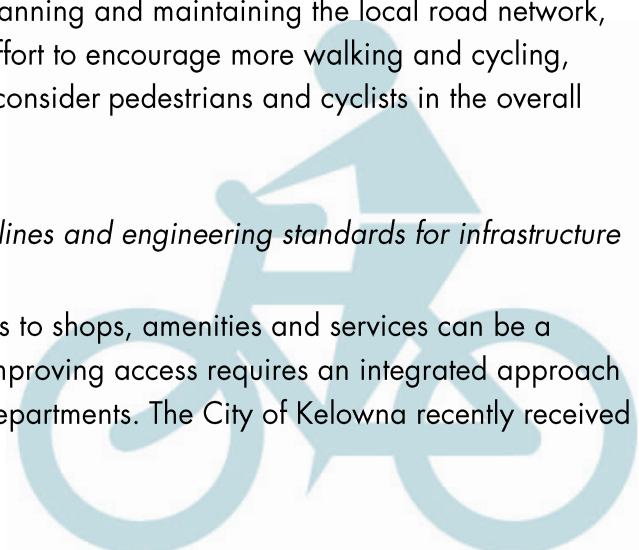 anning and maintaining the local road network,
ffort to encourage more walking and cycling,
consider pedestrians and cyclists in the overall
lines and engineering standards for infrastructure
s to shops, amenities and services can be a
mproving access requires an integrated approach
epartments. The City of Kelowna recently received